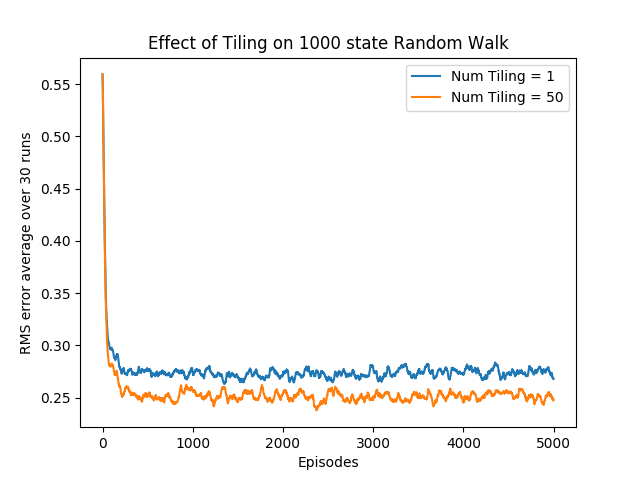 Effect of Tiling on 1000 state Random Walk
Num Tiling = 1
Num Tiling = 50
RMS error average over 30 runs
0.55
0.50
0.45
0.40
0.35
0.30
0.25
0
1000
2000
3000
4000
5000
Episodes